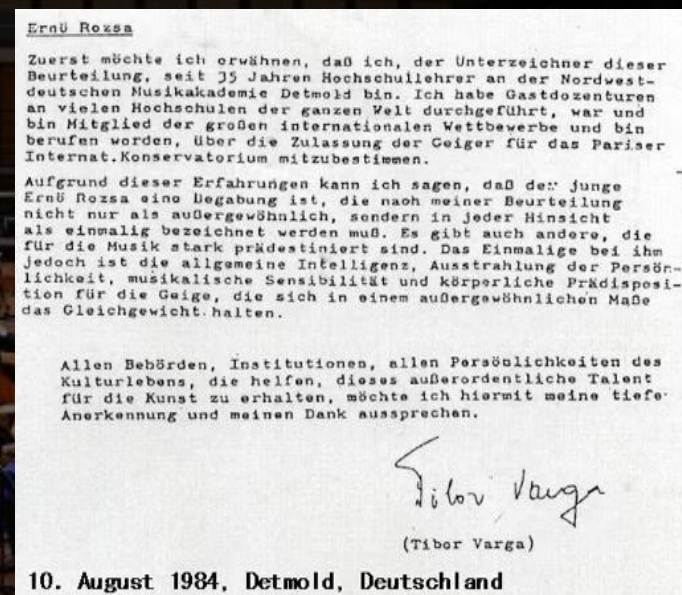 Ernö Rozsa
Zuerst möchte ich erwähnen, daß ich, der Unterzeichner dieser
Beurteilung, seit 35 Jahren Hochschullehrer an der Nordwest-
deutschen Musikakademie Detmold bin. Ich habe Gastdozenturen
an vielen Hochschulen der ganzen Welt durchgeführt, war und
bin Mitglied der großen internationalen Wettbewerbe und bin
berufen worden, über die Zulassung der Geiger für das Pariser
Internat.Konservatorium mitzubestimmen.
Aufgrund dieser Erfahrungen kann ich sagen, daß der junge
Ernö Rozsa eine Begabung ist, die nach meiner Beurteilung
nicht nur als außergewöhnlich, sondern in jeder Hinsicht
als einmalig bezeichnet werden muß. Es gibt auch andere, die
für die Musik stark prädestiniert sind. Das Einmalige bei ihm
jedoch ist die allgemeine Intelligenz, Ausstrahlung der Persön-
lichkeit, musikalische Sensibilität und körperliche Prädisposi-
tion für die Geige, die sich in einem außergewöhnlichen Maße
das Gleichgewicht halten.
Allen Behörden, Institutionen, allen Persönlichkeiten des
Kulturlebens, die helfen, dieses außerordentliche Talent
für die Kunst zu erhalten, möchte ich hiermit meine tiefe
Anerkennung und meinen Dank aussprechen.
Tibor Varga
(Tibor Varga)
10. August 1984, Detmold, Deutschland